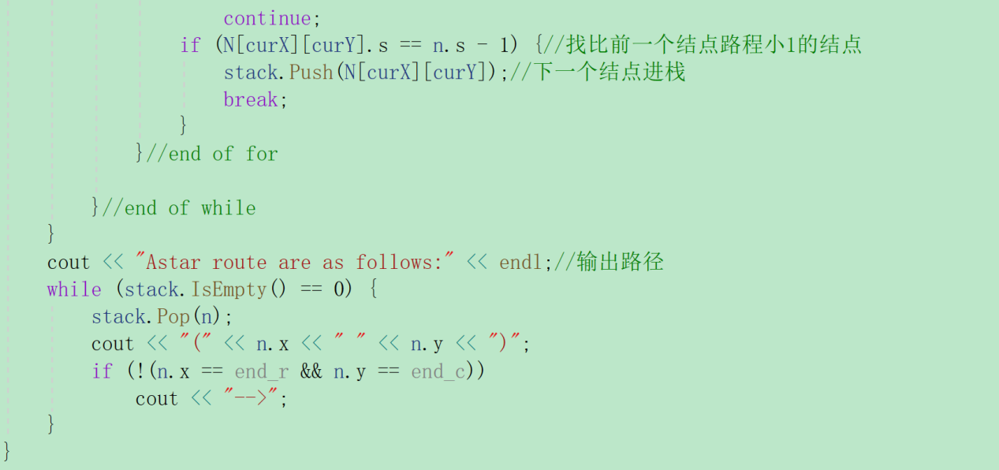 continue;
if (N[curX][curY].s == n.s - 1) {//找比前一个结点路程小1的结点
stack.Push(N[curX][curY]);//下一个结点进栈
break;
}
}//end of for
}//end of while
}
cout << "Astar route are as follows:" << endl;//输出路径
while (stack.IsEmpty() == 0) {
stack.Pop(n);
cout << "(" << n.x << " " << n.y << ")";
if (!(n.x == end_r && n.y == end_c))
cout << "-->";
}
}